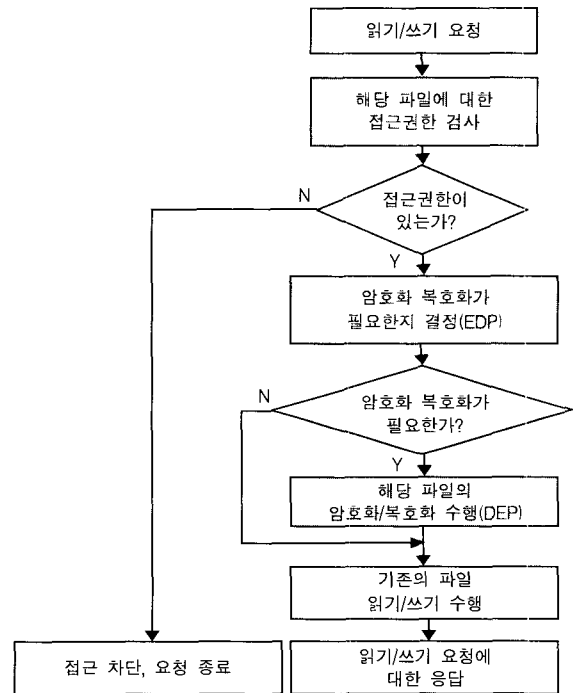 읽기/쓰기 요청
해당 파일에 대한
접근권한 검사
N
접근권한이
있는가?
Y
암호화 복호화가
필요한지 결정(EDP)
N
암호화 복호화가
필요한가?
Y
해당 파일의
암호화/복호화 수행(DEP)
기존의 파일
읽기/쓰기 수행
접근 차단, 요청 종료
읽기/쓰기 요청에
대한 응답